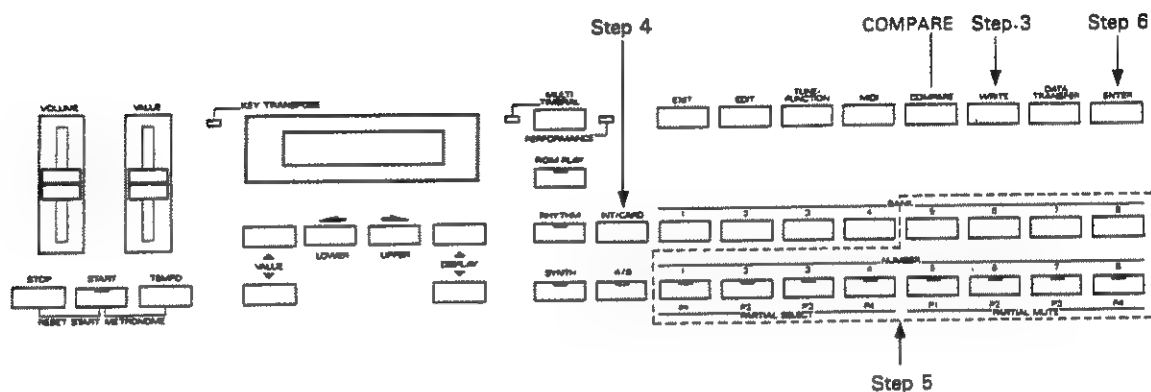 Step 4 COMPARE Step.3 Step 6
VOLUME VALUE KEY TRANSPOSE MULTI TIMBRAL EXIT EDIT TUNE/FUNCTION MIDI COMPARE WRITE DATA TRANSFER ENTER
PERFORMANCE
ROM PLAY
BANK
RHYTHM INT/CARD 1 2 3 4 5 6 7 8
VALUE LOWER UPPER DISPLAY
NUMBER
STOP START TEMPO SYNTH A/B 1 2 3 4 5 6 7 8
RESET START METRONOME P1 P2 P3 P4 P1 P2 P3 P4
PARTIAL SELECT PARTIAL MUTE
Step 5